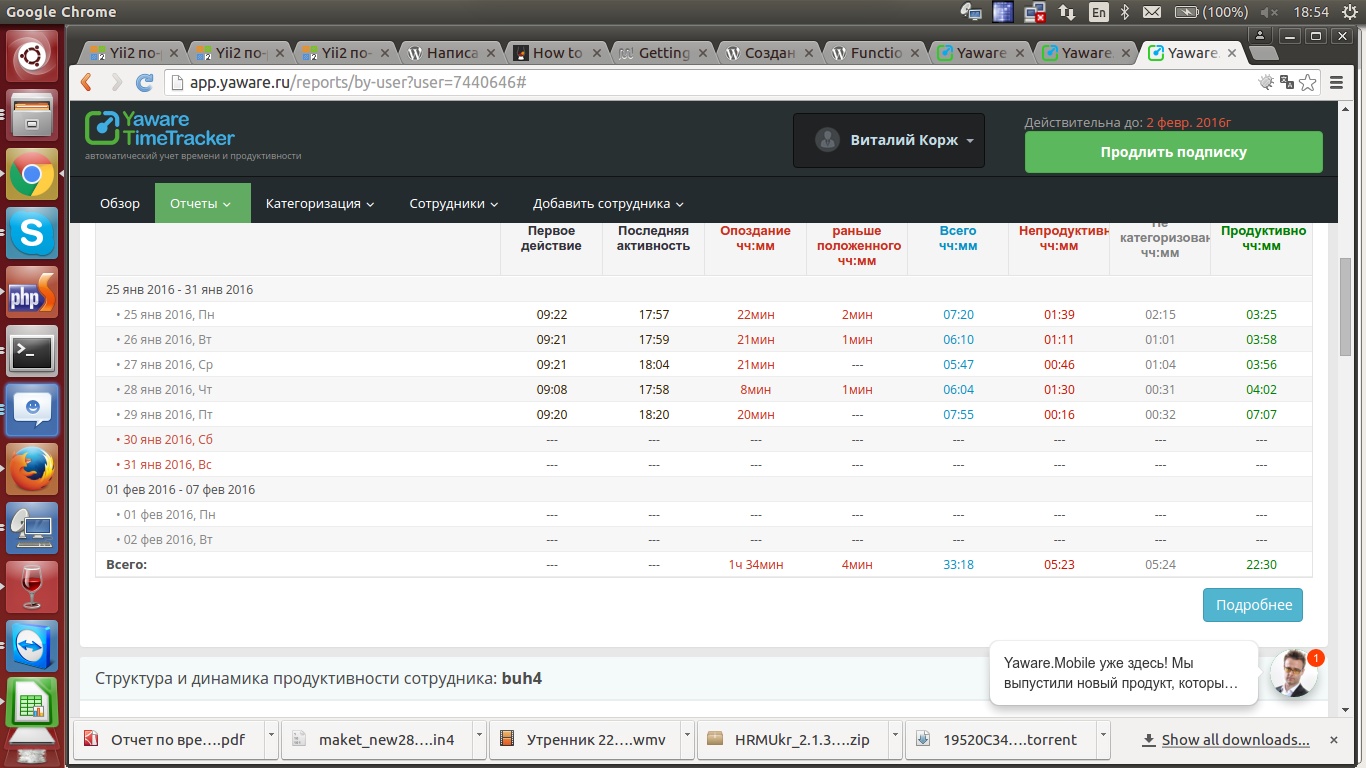 Google Chrome
En
(100%)
18:54
Yii2 по-
Yii2 по-
Yii2 по-
Написа
How to
Getting
Создан
Functio
Yaware
Yaware.
Yaware.
app.yaware.ru/reports/by-user?user=7440646#
Yaware
TimeTracker
автоматический учет времени и продуктивности
Виталий Корж
Действительна до: 2 февр. 2016г
Продлить подписку
Обзор
Отчеты
Категоризация
Сотрудники
Добавить сотрудника
Первое действие
Последняя активность
Опоздание чч:мм
раньше положенного чч:мм
Всего чч:мм
Непродуктивн чч:мм
Не категоризован чч:мм
Продуктивно чч:мм
25 янв 2016 - 31 янв 2016
• 25 янв 2016, Пн 09:22 17:57 22мин 2мин 07:20 01:39 02:15 03:25
• 26 янв 2016, Вт 09:21 17:59 21мин 1мин 06:10 01:11 01:01 03:58
• 27 янв 2016, Ср 09:21 18:04 21мин --- 05:47 00:46 01:04 03:56
• 28 янв 2016, Чт 09:08 17:58 8мин 1мин 06:04 01:30 00:31 04:02
• 29 янв 2016, Пт 09:20 18:20 20мин --- 07:55 00:16 00:32 07:07
• 30 янв 2016, Сб --- --- --- --- --- --- --- ---
• 31 янв 2016, Вс --- --- --- --- --- --- --- ---
01 фев 2016 - 07 фев 2016
• 01 фев 2016, Пн --- --- --- --- --- --- --- ---
• 02 фев 2016, Вт --- --- --- --- --- --- --- ---
Всего: --- --- 1ч 34мин 4мин 33:18 05:23 05:24 22:30
Подробнее
Yaware.Mobile уже здесь! Мы
выпустили новый продукт, которы…
1
Структура и динамика продуктивности сотрудника: buh4
Отчет по вре....pdf
maket_new28....in4
Утренник 22....wmv
HRMUkr_2.1.3....zip
19520C34....torrent
Show all downloads...
php
S